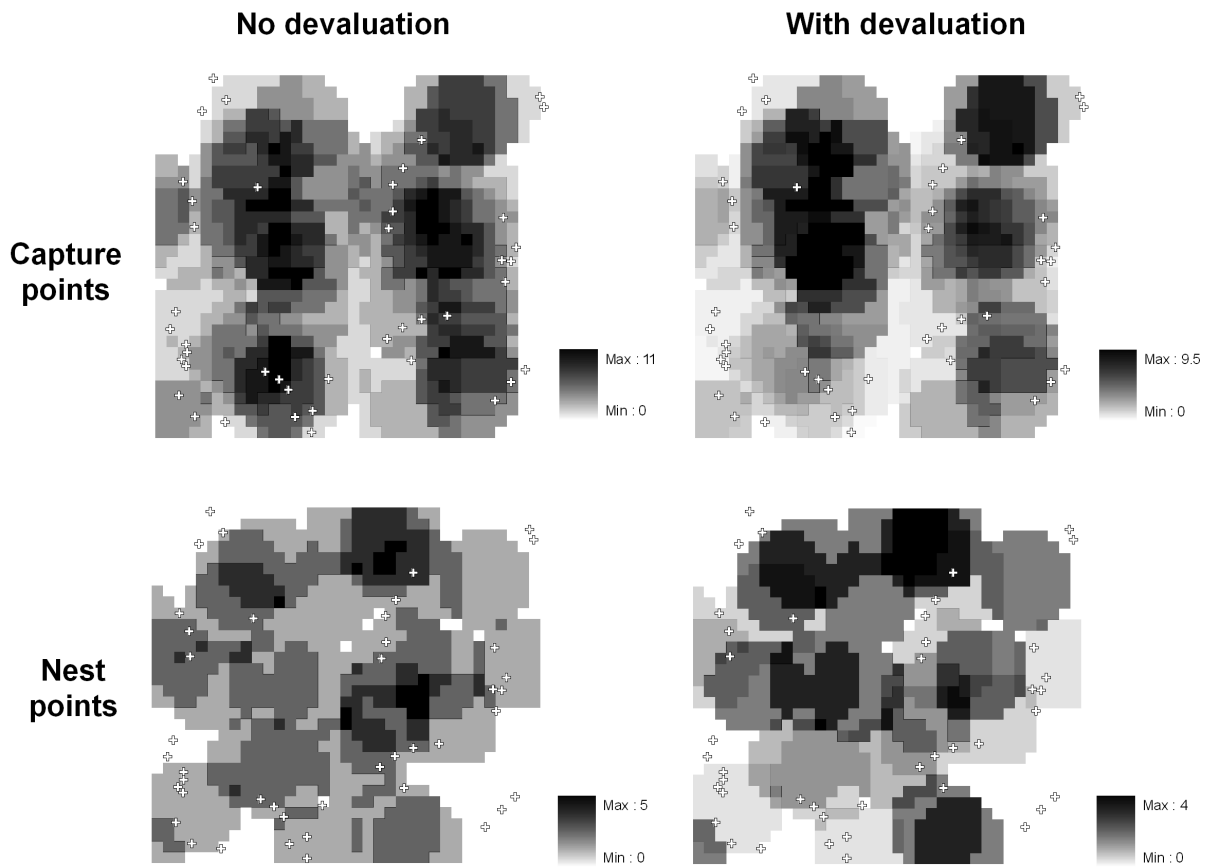 No devaluation
With devaluation
Capture
points
Max : 11
Min : 0
Max : 9.5
Min : 0
Nest
points
Max : 5
Min : 0
Max : 4
Min : 0